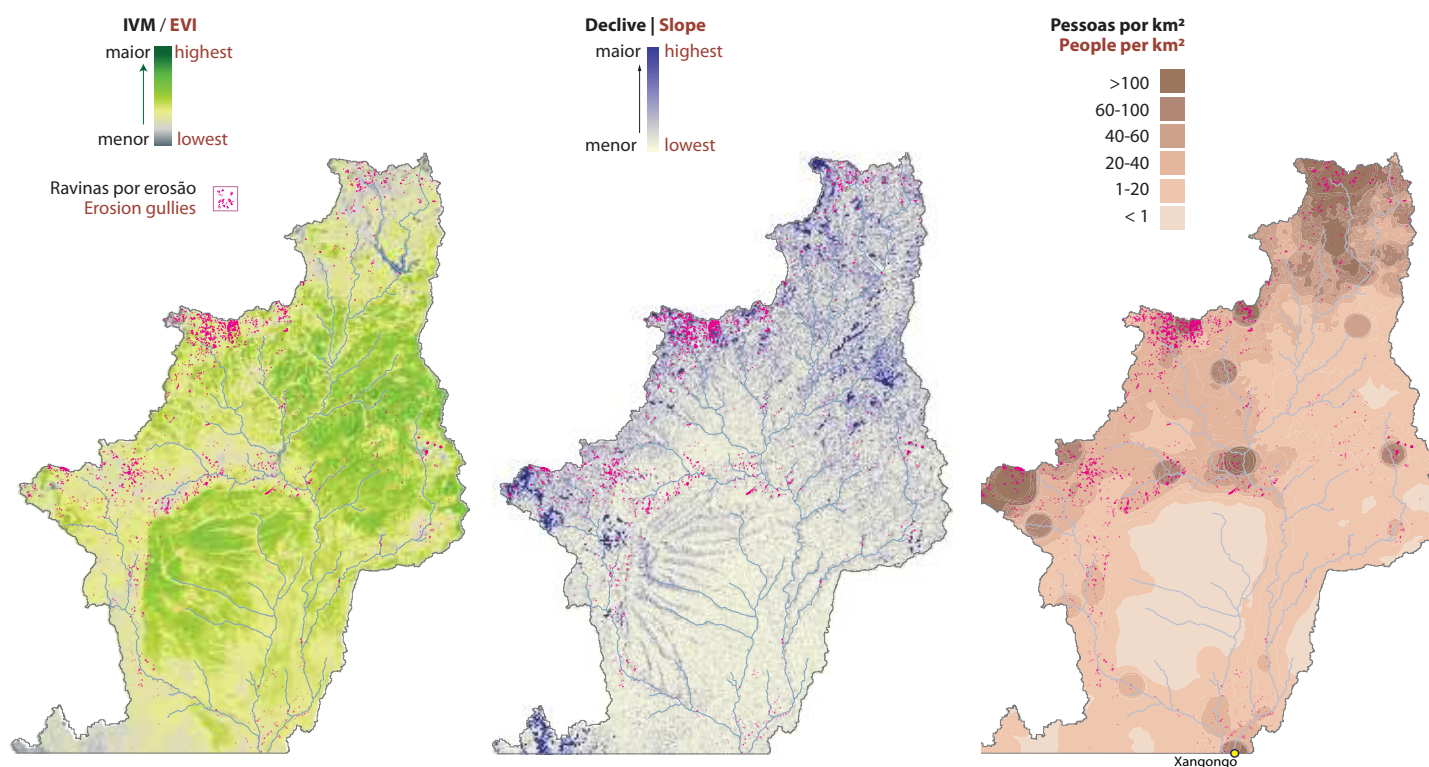 IVM / EVI
maior highest
menor lowest
Ravinas por erosão
Erosion gullies
Declive | Slope
maior highest
menor lowest
Pessoas por km²
People per km²
>100
60-100
40-60
20-40
1-20
< 1
Xangongo